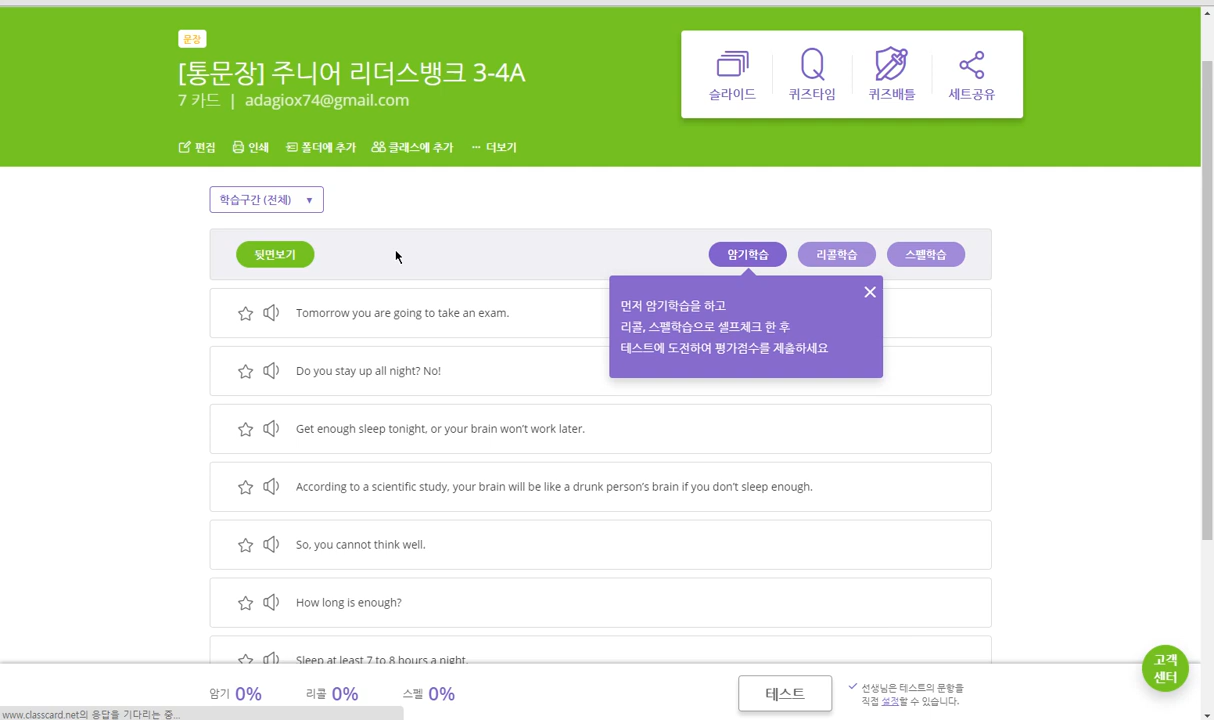 문장
[통문장] 주니어 리더스뱅크 3-4A
7 카드 | adagiox74@gmail.com
편집 인쇄 폴더에 추가 클래스에 추가 ··· 더보기
슬라이드 퀴즈타임 퀴즈배틀 세트공유
학습구간 (전체) ▼
뒷면보기 암기학습 리콜학습 스펠학습
먼저 암기학습을 하고
리콜, 스펠학습으로 셀프체크 한 후
테스트에 도전하여 평가점수를 제출하세요
Tomorrow you are going to take an exam.
Do you stay up all night? No!
Get enough sleep tonight, or your brain won’t work later.
According to a scientific study, your brain will be like a drunk person’s brain if you don’t sleep enough.
So, you cannot think well.
How long is enough?
Sleep at least 7 to 8 hours a night.
암기 0% 리콜 0% 스펠 0%
테스트
선생님은 테스트의 문항을
직접 설정할 수 있습니다.
고객
센터
www.classcard.net의 응답을 기다리는 중...